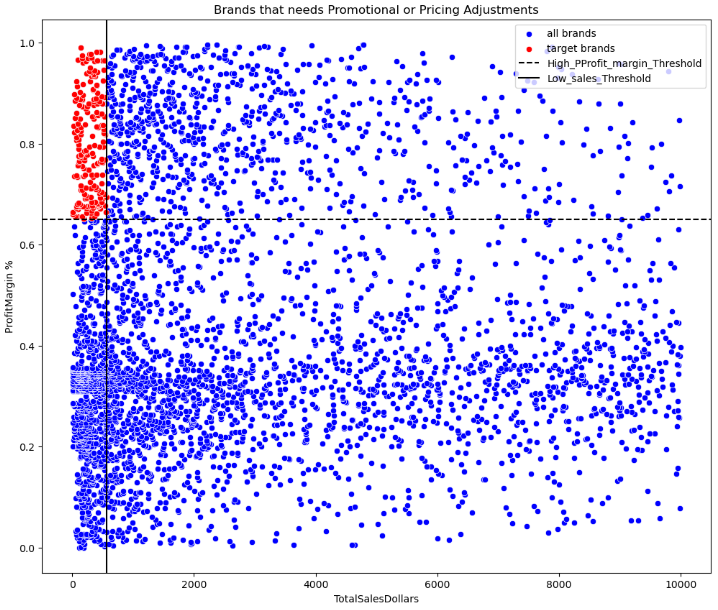 Brands that needs Promotional or Pricing Adjustments
all brands
target brands
High_PProfit_margin_Threshold
Low_sales_Threshold
1.0
0.8
0.6
0.4
0.2
0.0
ProfitMargin %
0
2000
4000
6000
8000
10000
TotalSalesDollars